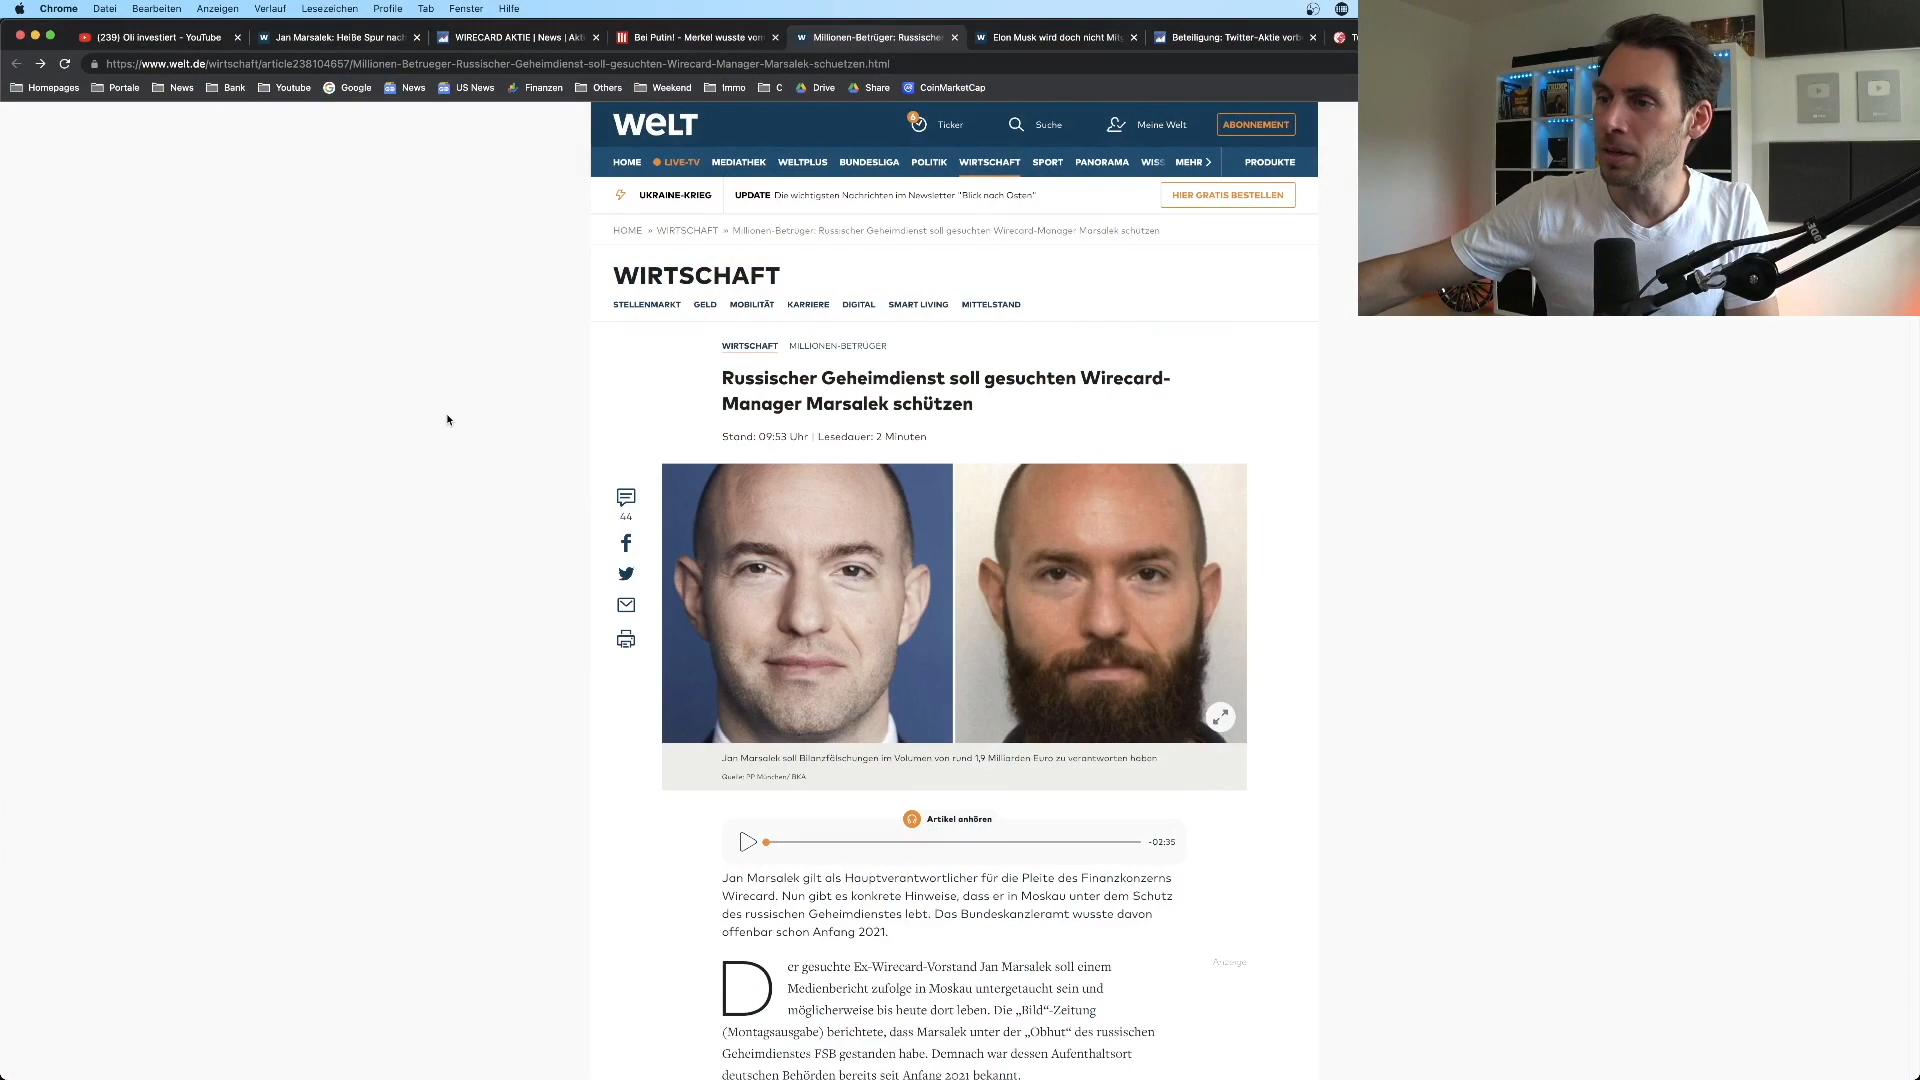 Chrome Datei Bearbeiten Anzeigen Verlauf Lesezeichen Profile Tab Fenster Hilfe
(239) Oli investiert - YouTube
Jan Marsalek: Heiße Spur nach
WIRECARD AKTIE | News | Akti
Bei Putin! - Merkel wusste von
Millionen-Betrüger: Russische
Elon Musk wird doch nicht Mitg
Beteiligung: Twitter-Aktie vorb
https://www.welt.de/wirtschaft/article238104657/Millionen-Betrueger-Russischer-Geheimdienst-soll-gesuchten-Wirecard-Manager-Marsalek-schuetzen.html
Homepages Portale News Bank Youtube Google News US News Finanzen Others Weekend Immo C Drive Share CoinMarketCap
welt 6 Ticker Suche Meine Welt ABONNEMENT
HOME LIVE-TV MEDIATHEK WELTPLUS BUNDESLIGA POLITIK WIRTSCHAFT SPORT PANORAMA WISS MEHR PRODUKTE
UKRAINE-KRIEG UPDATE Die wichtigsten Nachrichten im Newsletter "Blick nach Osten" HIER GRATIS BESTELLEN
HOME » WIRTSCHAFT » Millionen-Betrüger: Russischer Geheimdienst soll gesuchten Wirecard-Manager Marsalek schützen
WIRTSCHAFT
STELLENMARKT GELD MOBILITÄT KARRIERE DIGITAL SMART LIVING MITTELSTAND
WIRTSCHAFT MILLIONEN-BETRÜGER
Russischer Geheimdienst soll gesuchten Wirecard-
Manager Marsalek schützen
Stand: 09:53 Uhr | Lesedauer: 2 Minuten
44
Jan Marsalek soll Bilanzfälschungen im Volumen von rund 1,9 Milliarden Euro zu verantworten haben
Quelle: PP München/ BKA
Artikel anhören
-02:35
Jan Marsalek gilt als Hauptverantwortlicher für die Pleite des Finanzkonzerns
Wirecard. Nun gibt es konkrete Hinweise, dass er in Moskau unter dem Schutz
des russischen Geheimdienstes lebt. Das Bundeskanzleramt wusste davon
offenbar schon Anfang 2021.
Anzeige
Der gesuchte Ex-Wirecard-Vorstand Jan Marsalek soll einem
Medienbericht zufolge in Moskau untergetaucht sein und
möglicherweise bis heute dort leben. Die „Bild“-Zeitung
(Montagsausgabe) berichtete, dass Marsalek unter der „Obhut“ des russischen
Geheimdienstes FSB gestanden habe. Demnach war dessen Aufenthaltsort
deutschen Behörden bereits seit Anfang 2021 bekannt.